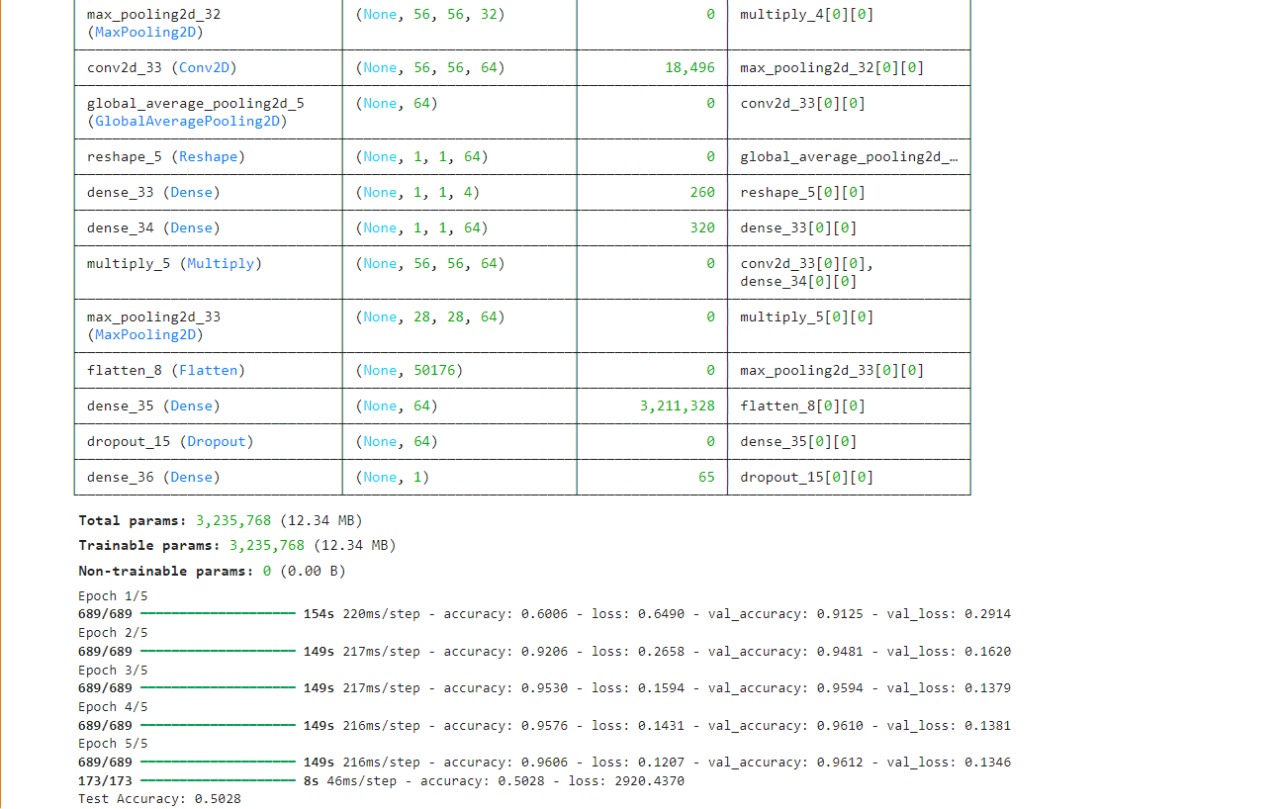 max_pooling2d_32 (None, 56, 56, 32) 0 multiply_4[0][0]
(MaxPooling2D)
conv2d_33 (Conv2D) (None, 56, 56, 64) 18,496 max_pooling2d_32[0][0]
global_average_pooling2d_5 (None, 64) 0 conv2d_33[0][0]
(GlobalAveragePooling2D)
reshape_5 (Reshape) (None, 1, 1, 64) 0 global_average_pooling2d_…
dense_33 (Dense) (None, 1, 1, 4) 260 reshape_5[0][0]
dense_34 (Dense) (None, 1, 1, 64) 320 dense_33[0][0]
multiply_5 (Multiply) (None, 56, 56, 64) 0 conv2d_33[0][0],
dense_34[0][0]
max_pooling2d_33 (None, 28, 28, 64) 0 multiply_5[0][0]
(MaxPooling2D)
flatten_8 (Flatten) (None, 50176) 0 max_pooling2d_33[0][0]
dense_35 (Dense) (None, 64) 3,211,328 flatten_8[0][0]
dropout_15 (Dropout) (None, 64) 0 dense_35[0][0]
dense_36 (Dense) (None, 1) 65 dropout_15[0][0]
Total params: 3,235,768 (12.34 MB)
Trainable params: 3,235,768 (12.34 MB)
Non-trainable params: 0 (0.00 B)
Epoch 1/5
689/689 154s 220ms/step - accuracy: 0.6006 - loss: 0.6490 - val_accuracy: 0.9125 - val_loss: 0.2914
Epoch 2/5
689/689 149s 217ms/step - accuracy: 0.9206 - loss: 0.2658 - val_accuracy: 0.9481 - val_loss: 0.1620
Epoch 3/5
689/689 149s 217ms/step - accuracy: 0.9530 - loss: 0.1594 - val_accuracy: 0.9594 - val_loss: 0.1379
Epoch 4/5
689/689 149s 216ms/step - accuracy: 0.9576 - loss: 0.1431 - val_accuracy: 0.9610 - val_loss: 0.1381
Epoch 5/5
689/689 149s 216ms/step - accuracy: 0.9606 - loss: 0.1207 - val_accuracy: 0.9612 - val_loss: 0.1346
173/173 8s 46ms/step - accuracy: 0.5028 - loss: 2920.4370
Test Accuracy: 0.5028